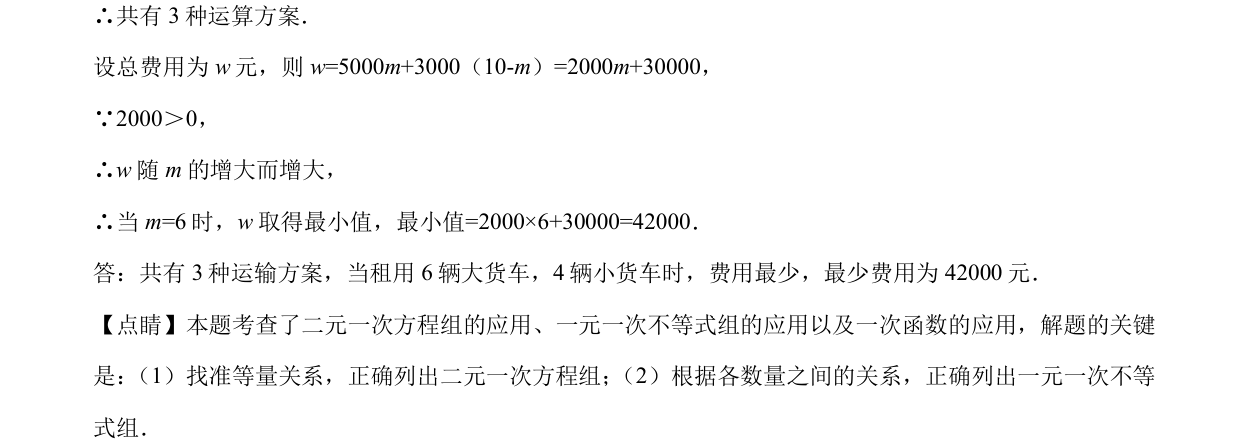 ∴共有 3 种运算方案．
设总费用为 w 元，则 w=5000m+3000（10-m）=2000m+30000，
∵2000＞0，
∴w 随 m 的增大而增大，
∴当 m=6 时，w 取得最小值，最小值=2000×6+30000=42000．
答：共有 3 种运输方案，当租用 6 辆大货车，4 辆小货车时，费用最少，最少费用为 42000 元．
【点睛】本题考查了二元一次方程组的应用、一元一次不等式组的应用以及一次函数的应用，解题的关键
是：（1）找准等量关系，正确列出二元一次方程组；（2）根据各数量之间的关系，正确列出一元一次不等
式组．